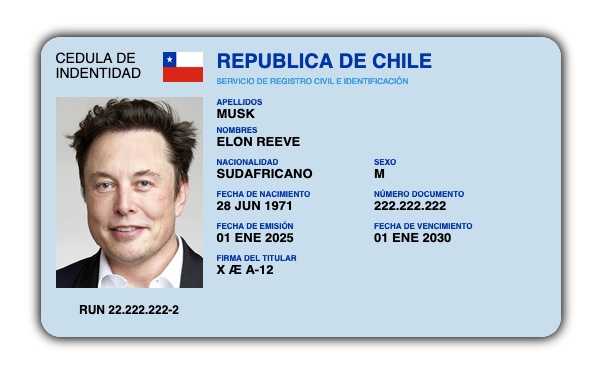 CEDULA DE
INDENTIDAD
REPUBLICA DE CHILE
SERVICIO DE REGISTRO CIVIL E IDENTIFICACIÓN
APELLIDOS
MUSK
NOMBRES
ELON REEVE
NACIONALIDAD SEXO
SUDAFRICANO M
FECHA DE NACIMIENTO NÚMERO DOCUMENTO
28 JUN 1971 222.222.222
FECHA DE EMISIÓN FECHA DE VENCIMIENTO
01 ENE 2025 01 ENE 2030
FIRMA DEL TITULAR
X Æ A-12
RUN 22.222.222-2